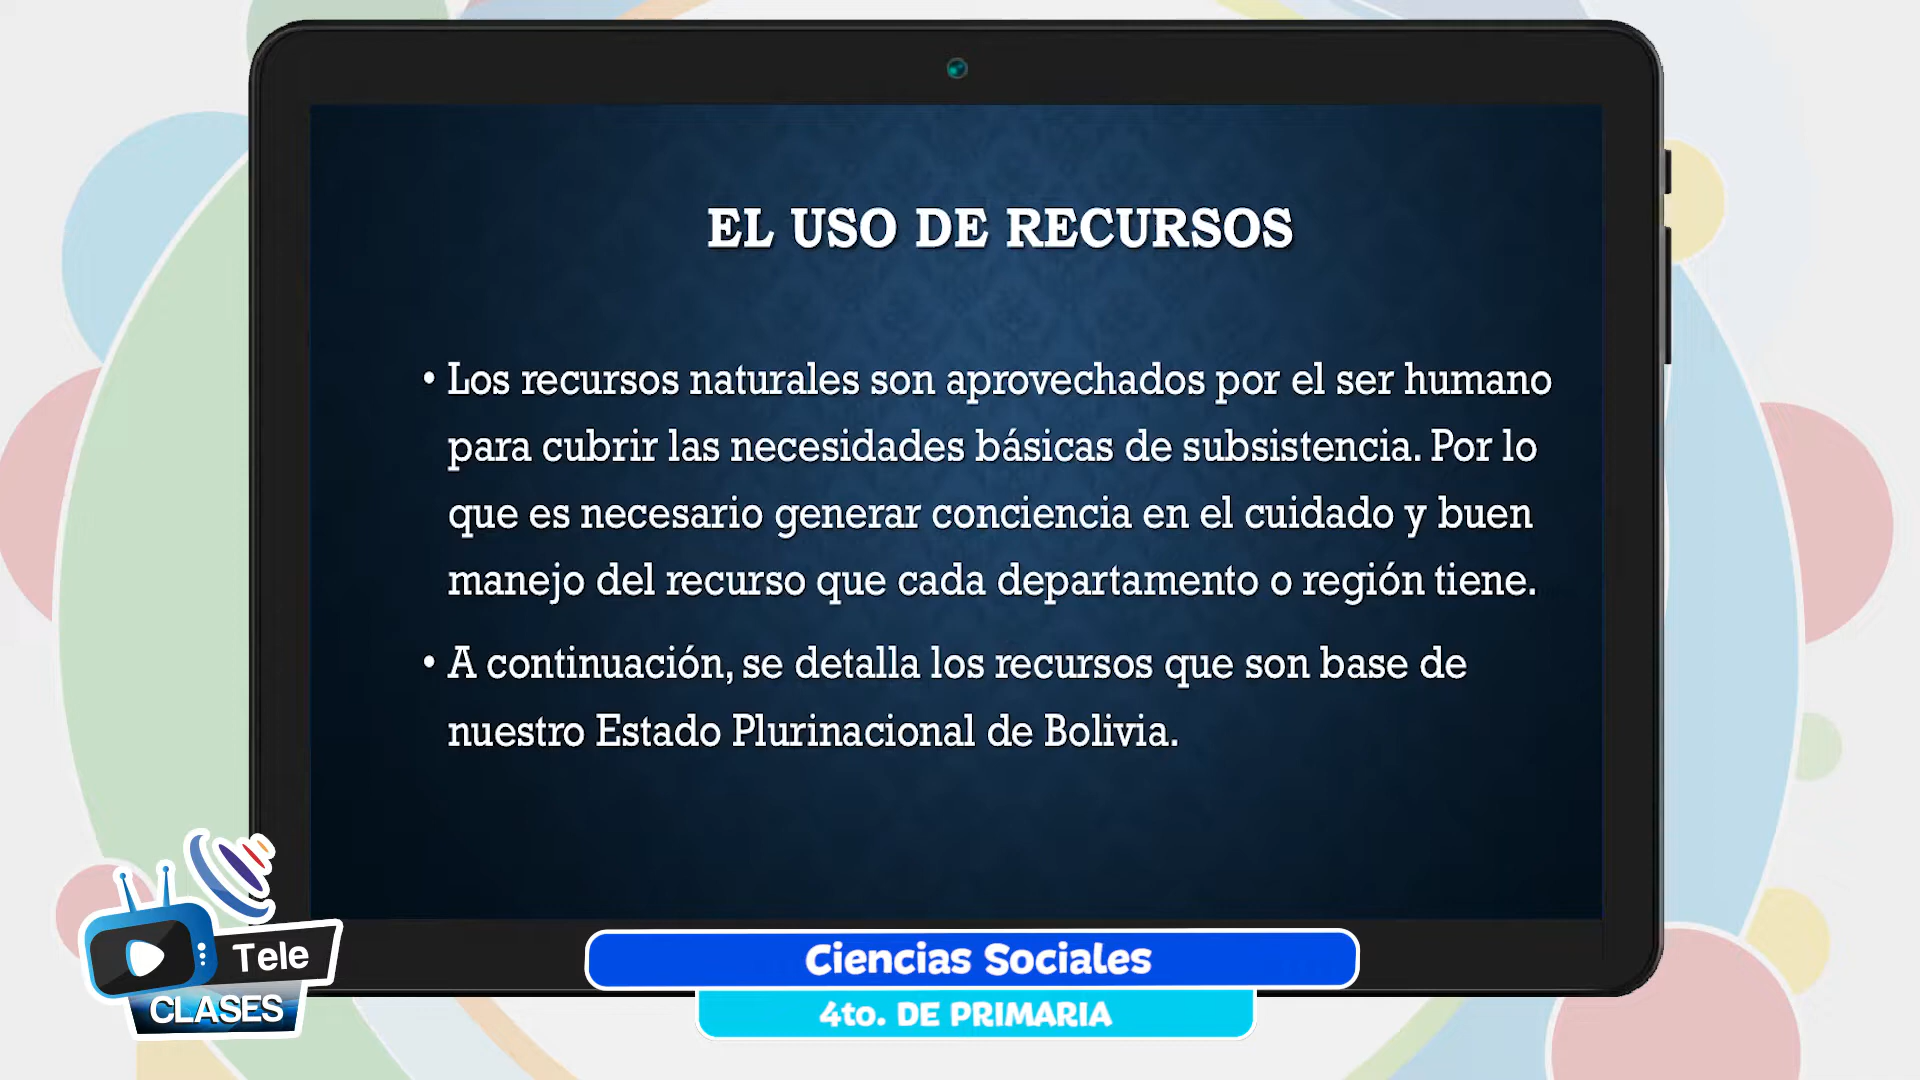 EL USO DE RECURSOS
• Los recursos naturales son aprovechados por el ser humano
para cubrir las necesidades básicas de subsistencia. Por lo
que es necesario generar conciencia en el cuidado y buen
manejo del recurso que cada departamento o región tiene.
• A continuación, se detalla los recursos que son base de
nuestro Estado Plurinacional de Bolivia.
Tele
CLASES
Ciencias Sociales
4to. DE PRIMARIA